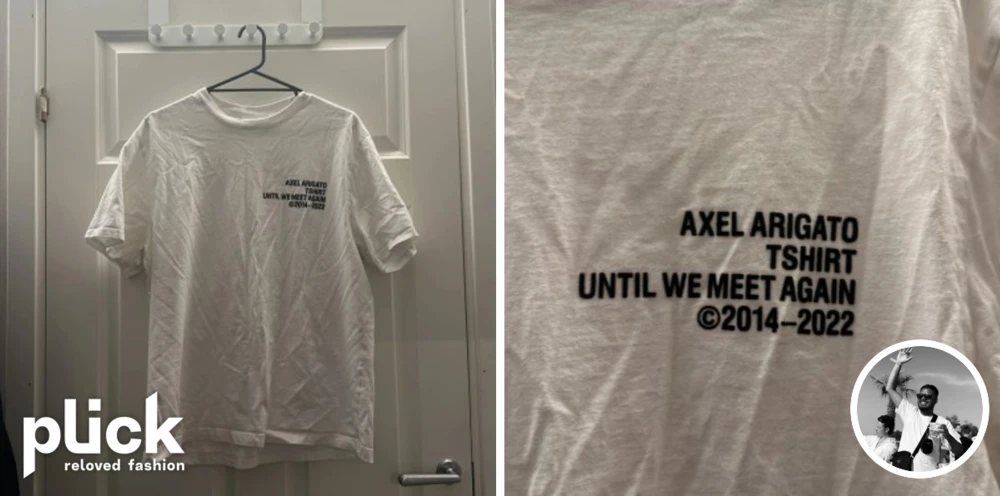 AXEL ARIGATO
TSHIRT
UNTIL WE MEET AGAIN
©2014–2022
plick
reloved fashion
AXEL ARIGATO
TSHIRT
UNTIL WE MEET AGAIN
©2014–2022